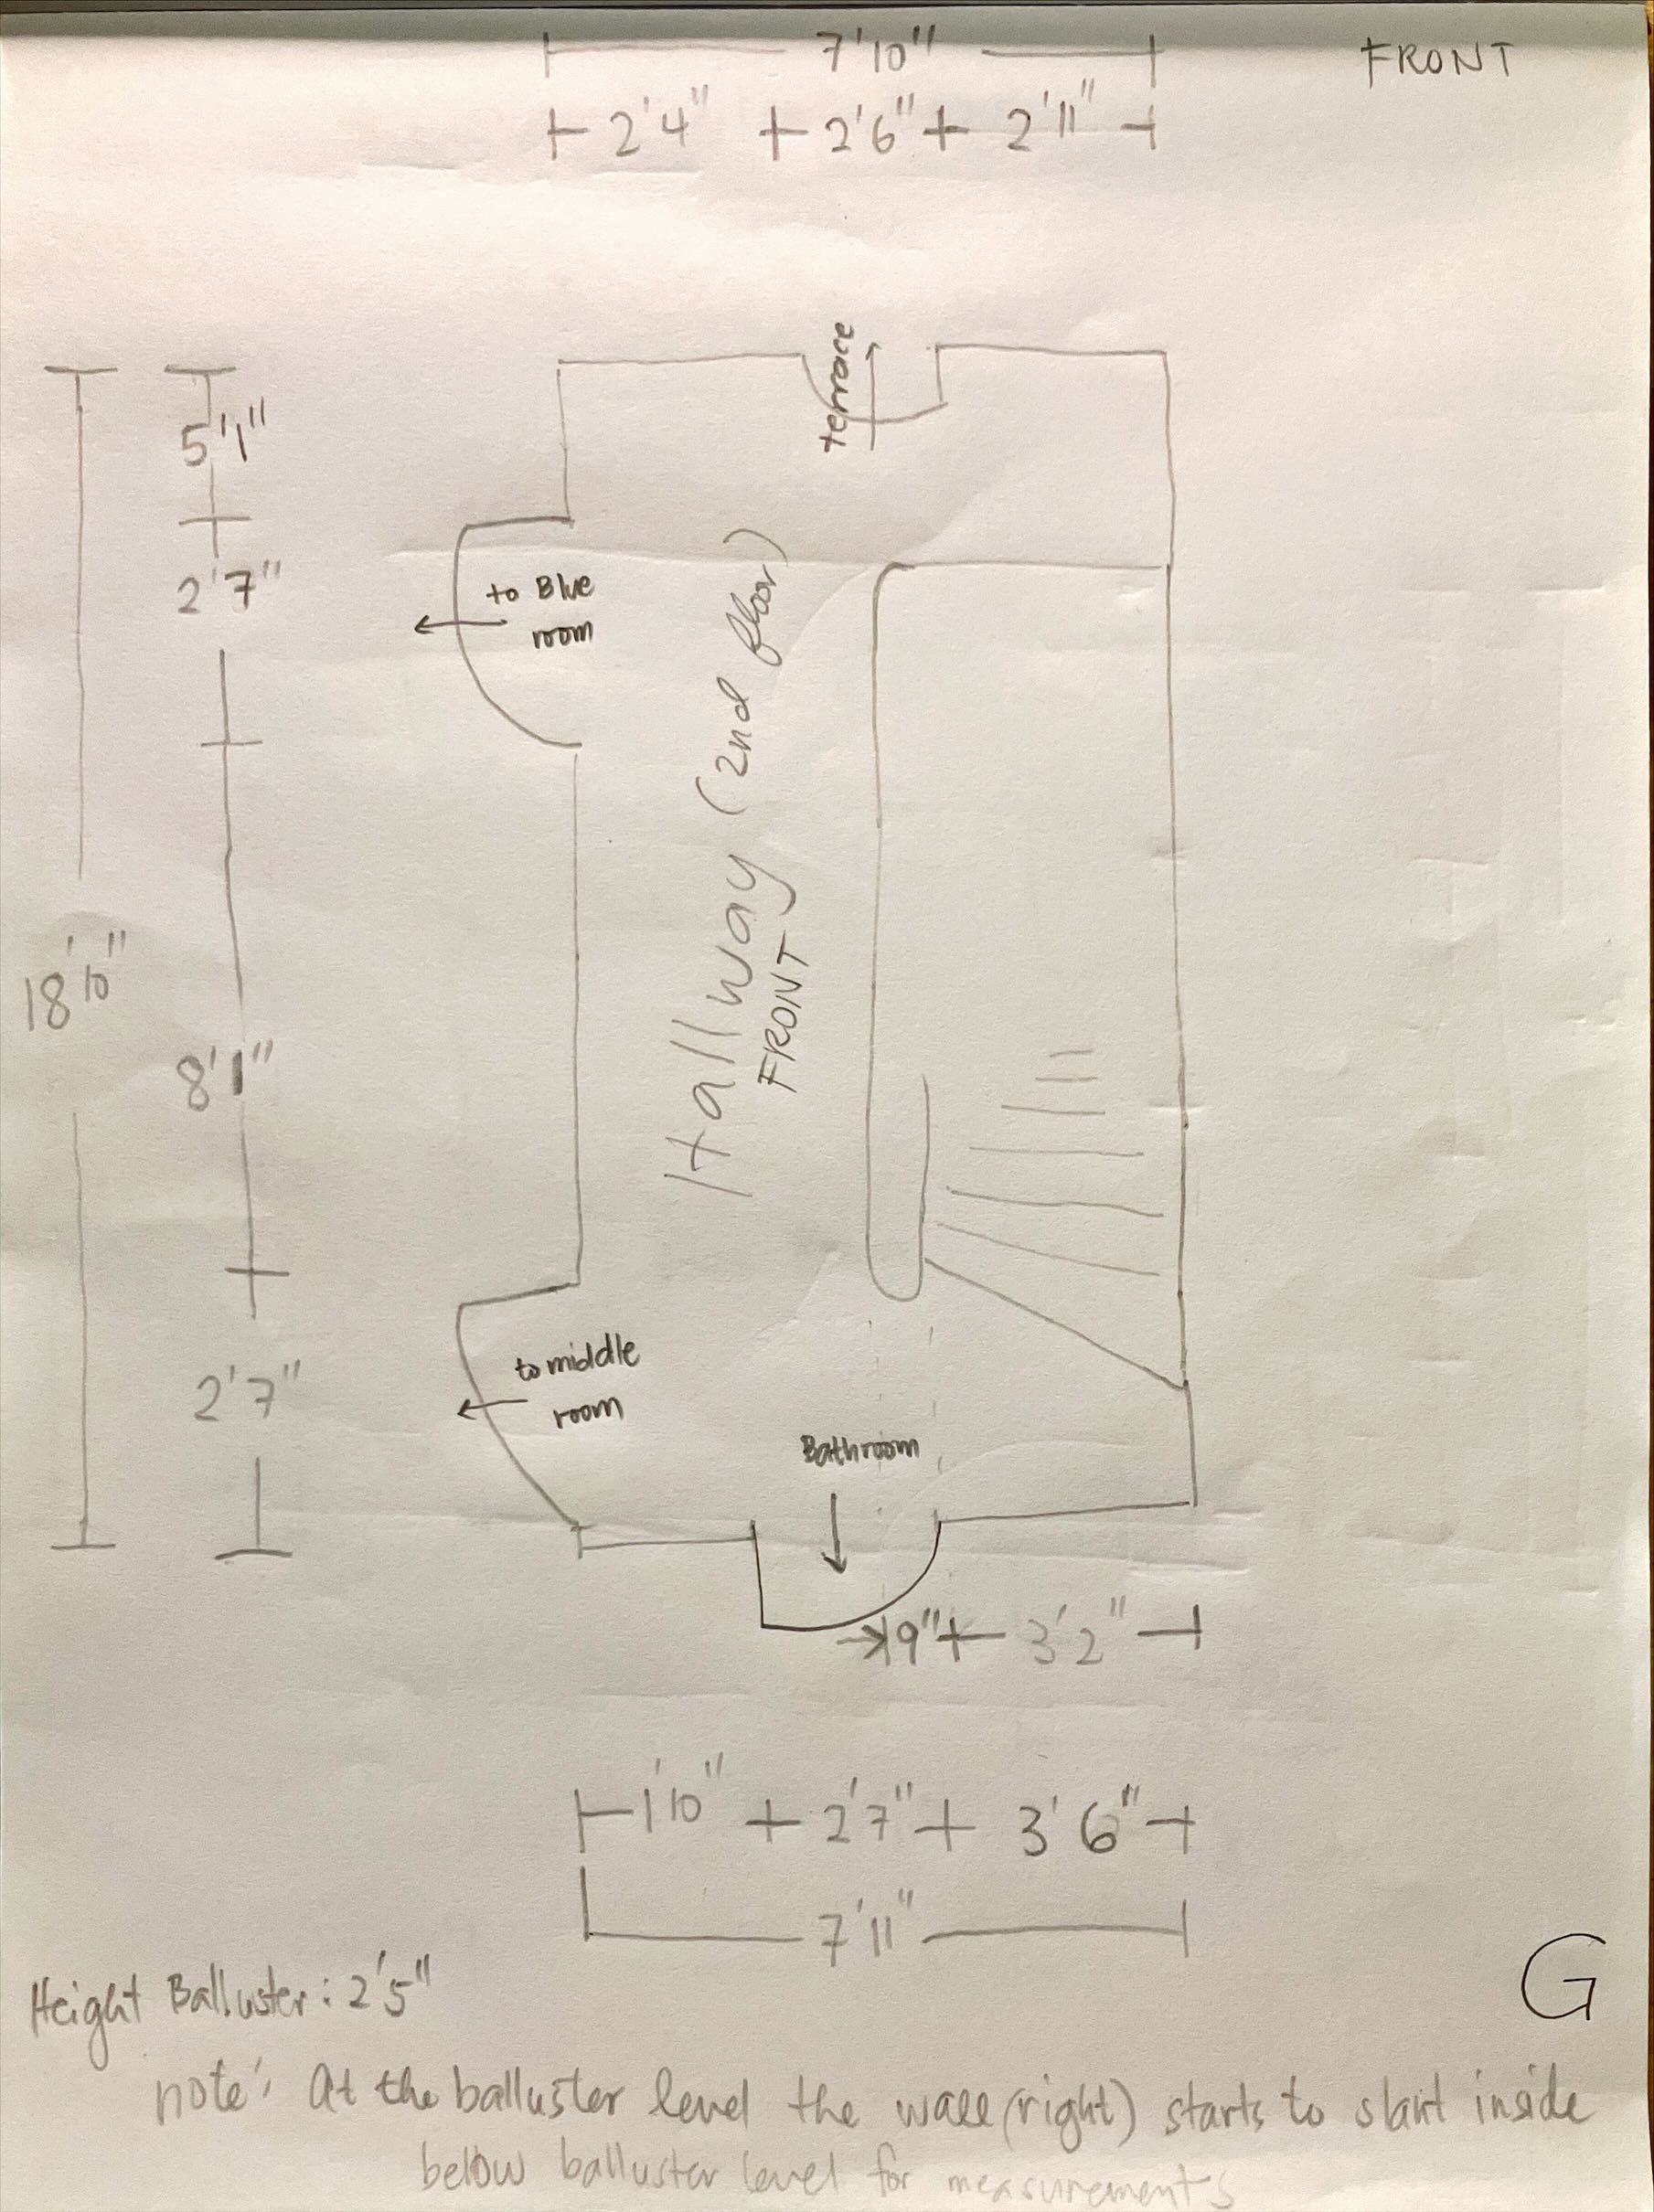 7'10"
FRONT
2'4" 2'6" 2'11"
terrace
5'1"
2'7"
to Blue
room
Hallway (2nd floor)
FRONT
18'10"
8'1"
to middle
room
2'7"
Bathroom
9" 3'2"
1'10" 2'7" 3'6"
7'11"
G
Height Balluster: 2'5"
note: At the balluster level the wall (right) starts to slant inside
below balluster level for measurements